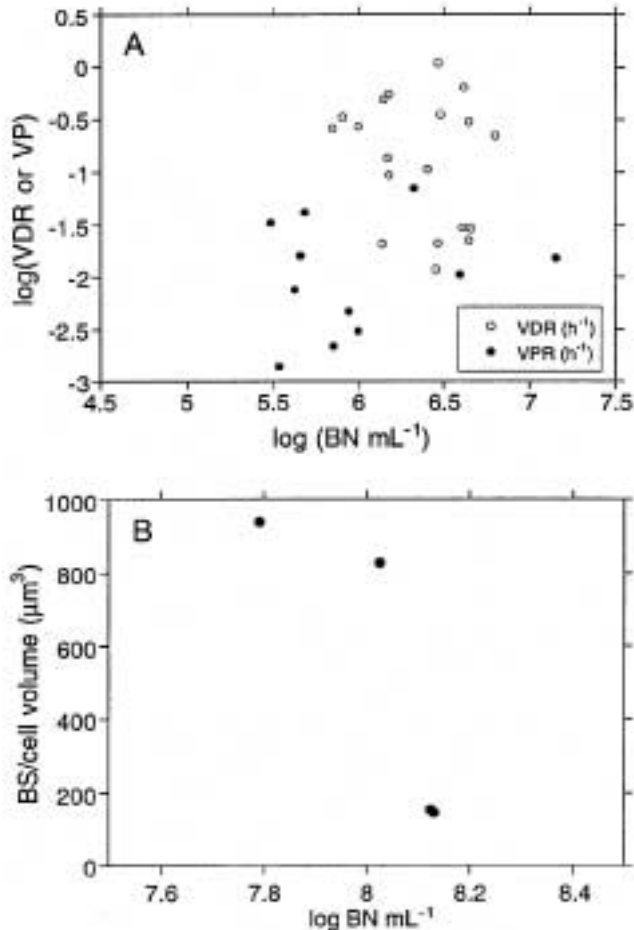 A
log(VDR or VP)
0.5
0
-0.5
-1
-1.5
-2
-2.5
-3
VDR (h⁻¹)
VPR (h⁻¹)
4.5 5 5.5 6 6.5 7 7.5
log (BN mL⁻¹)
B
BS/cell volume (µm³)
1000
800
600
400
200
0
7.6 7.8 8 8.2 8.4
log BN mL⁻¹